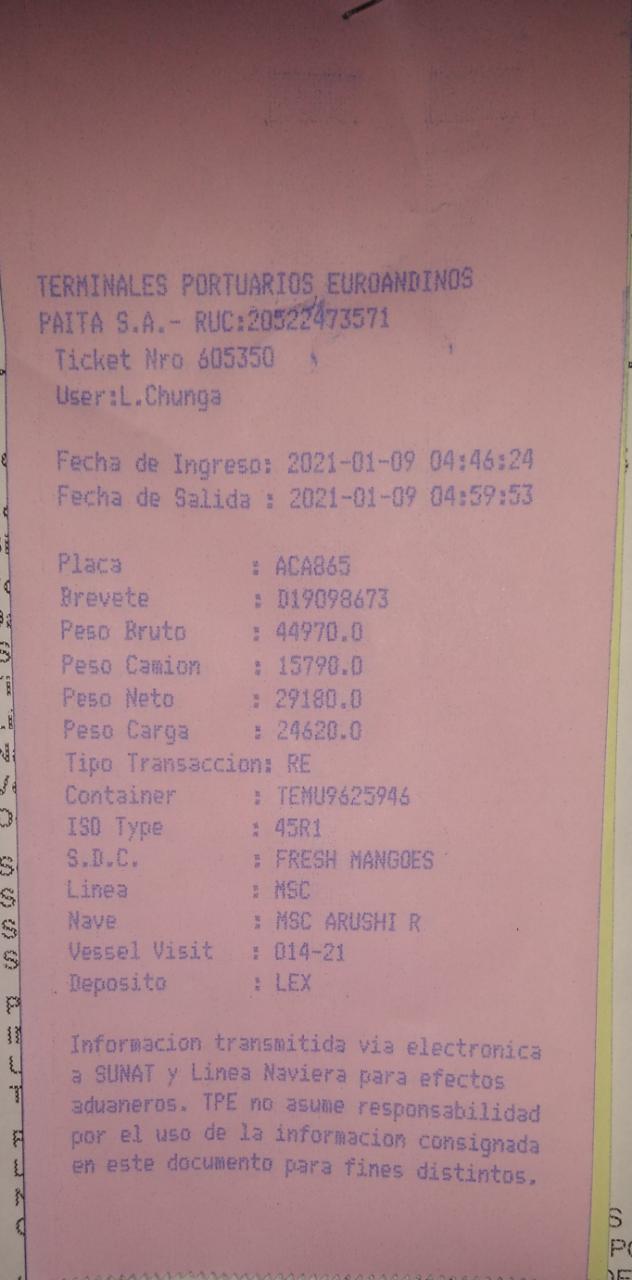 TERMINALES PORTUARIOS EUROANDINOS
PAITA S.A.- RUC:20522473571
Ticket Nro 605350
User:L.Chunga
Fecha de Ingreso: 2021-01-09 04:46:24
Fecha de Salida : 2021-01-09 04:59:53
Placa : ACA865
Brevete : D19098673
Peso Bruto : 44970.0
Peso Camion : 15790.0
Peso Neto : 29180.0
Peso Carga : 24620.0
Tipo Transaccion: RE
Container : TEMU9625946
ISO Type : 45R1
S.D.C. : FRESH MANGOES
Linea : MSC
Nave : MSC ARUSHI R
Vessel Visit : 014-21
Deposito : LEX
Informacion transmitida via electronica
a SUNAT y Linea Naviera para efectos
aduaneros. TPE no asume responsabilidad
por el uso de la informacion consignada
en este documento para fines distintos.